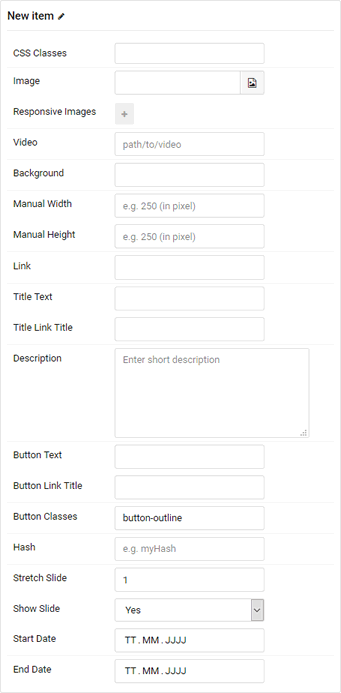 New item
CSS Classes
Image
Responsive Images +
Video path/to/video
Background
Manual Width e.g. 250 (in pixel)
Manual Height e.g. 250 (in pixel)
Link
Title Text
Title Link Title
Description Enter short description
Button Text
Button Link Title
Button Classes button-outline
Hash e.g. myHash
Stretch Slide 1
Show Slide Yes
Start Date TT . MM . JJJJ
End Date TT . MM . JJJJ